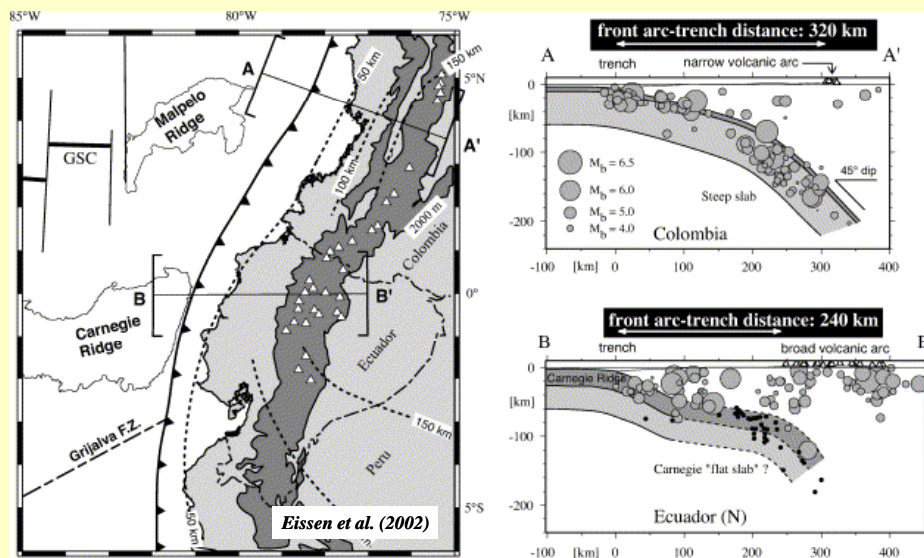 85°W
80°W
75°W
5°N
0°
5°S
Malpelo
Ridge
GSC
A
A'
50 km
100 km
150 km
2000 m
Colombia
B
B'
Carnegie
Ridge
Ecuador
150 km
Grijalva F.Z.
Peru
50 km
Eissen et al. (2002)
front arc-trench distance: 320 km
A
A'
trench
narrow volcanic arc
0
[km]
-100
-200
M_b = 6.5
M_b = 6.0
M_b = 5.0
M_b = 4.0
Steep slab
45° dip
Colombia
-100
[km]
0
100
200
300
400
front arc-trench distance: 240 km
B
B
trench
broad volcanic arc
0
Carnegie Ridge
[km]
-100
-200
Carnegie "flat slab" ?
Ecuador (N)
-100
[km]
0
100
200
300
400